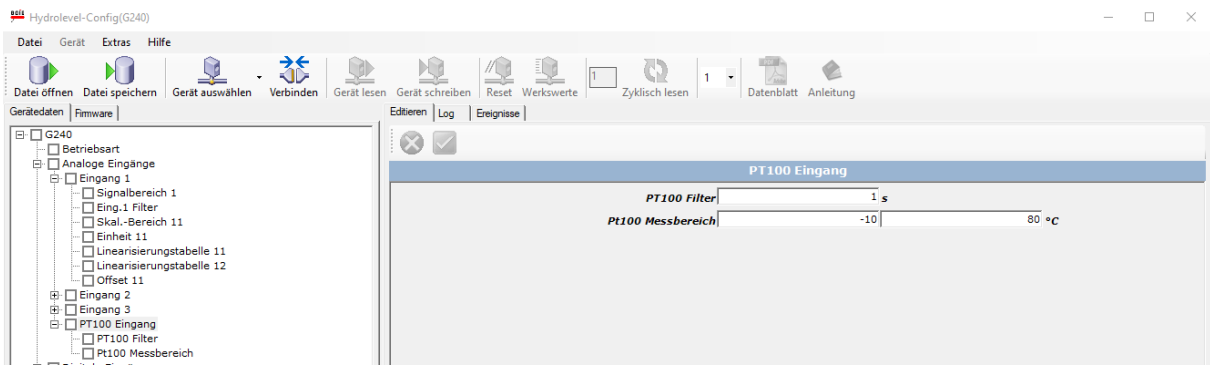 Hydrolevel-Config(G240)
Datei Gerät Extras Hilfe
1 1
Datei öffnen Datei speichern Gerät auswählen Verbinden Gerät lesen Gerät schreiben Reset Werkswerte Zyklisch lesen Datenblatt Anleitung
Gerätedaten Firmware
Editieren Log Ereignisse
G240
Betriebsart
Analoge Eingänge
Eingang 1
Signalbereich 1
Eing.1 Filter
Skal.-Bereich 11
Einheit 11
Linearisierungstabelle 11
Linearisierungstabelle 12
Offset 11
Eingang 2
Eingang 3
PT100 Eingang
PT100 Filter
Pt100 Messbereich
PT100 Eingang
PT100 Filter 1 s
Pt100 Messbereich -10 80 °C